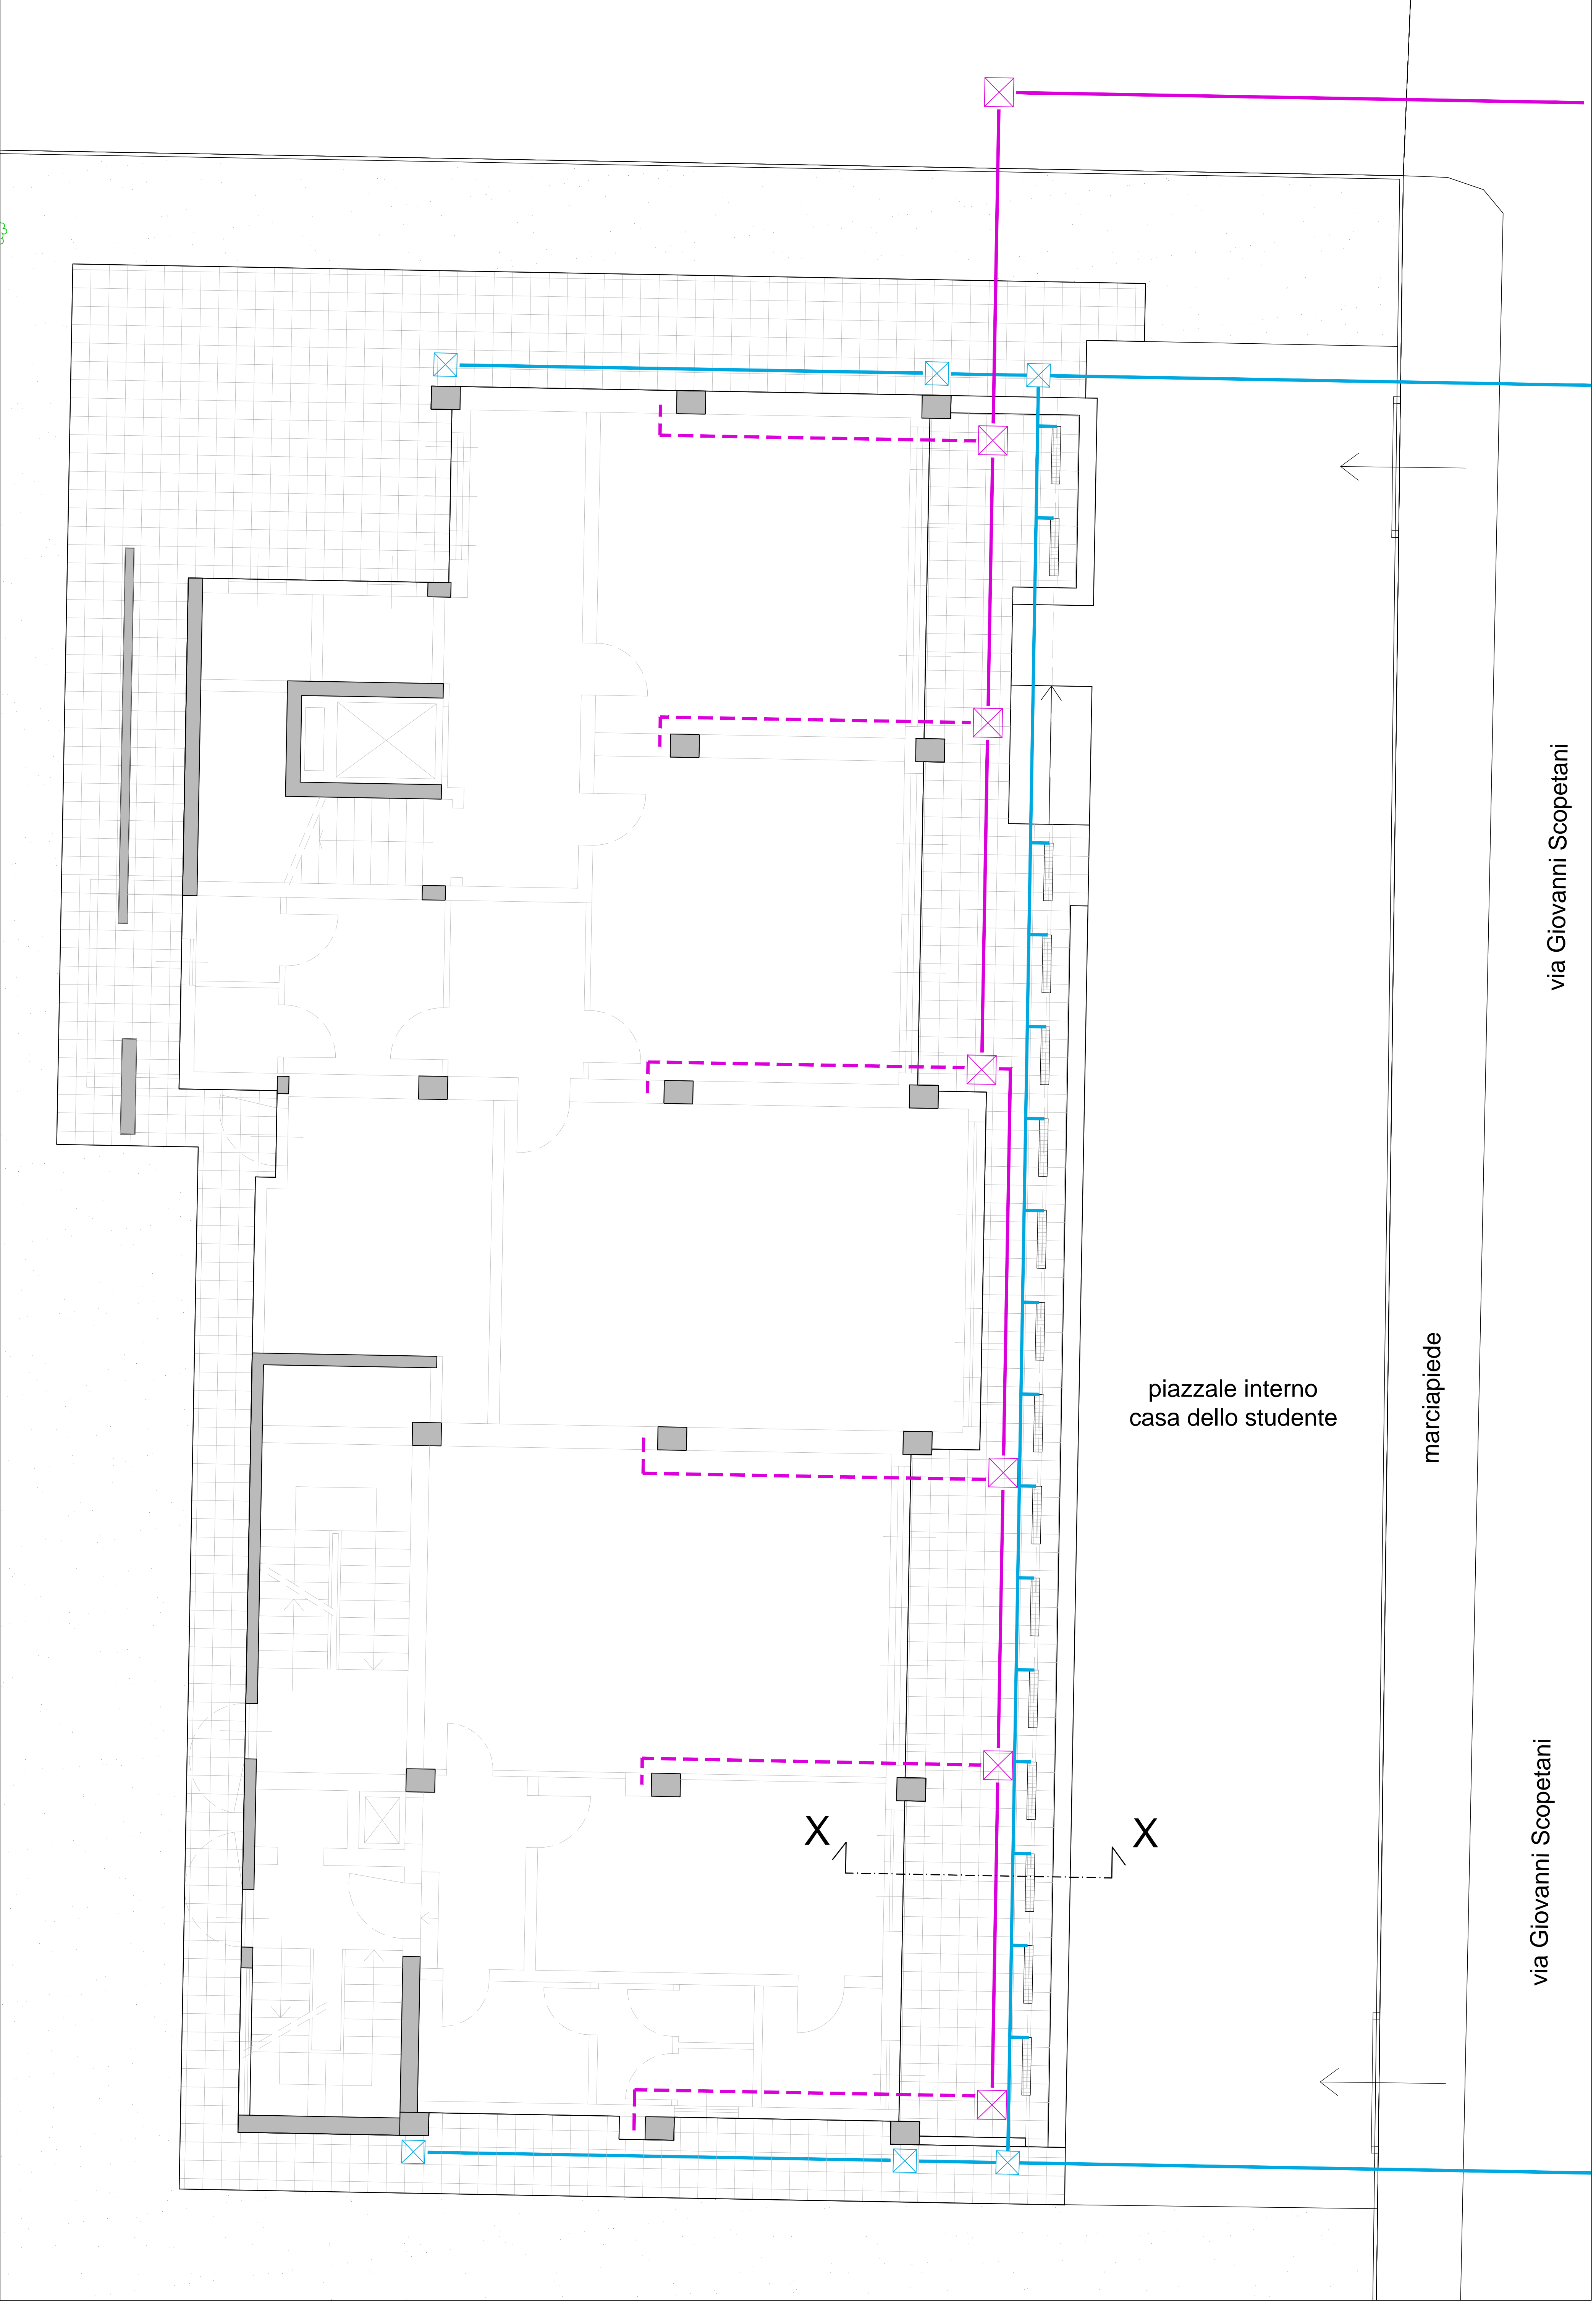 via Giovanni Scopetani
marciapiede
piazzale interno
casa dello studente
via Giovanni Scopetani
X
X